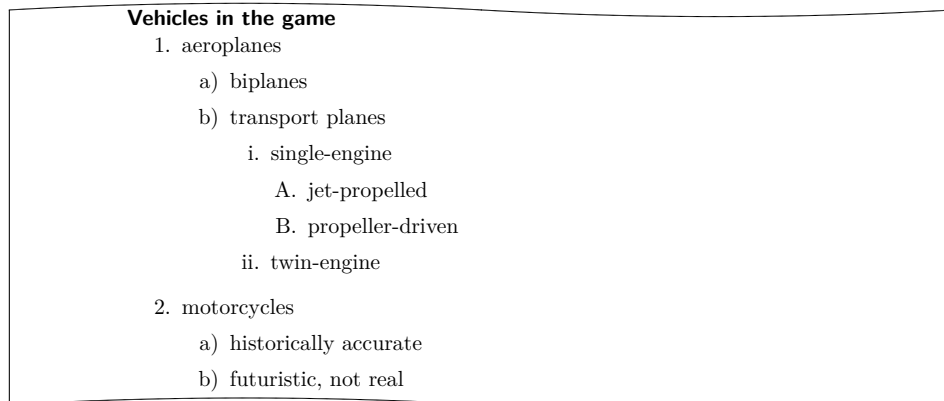 Vehicles in the game
1. aeroplanes
a) biplanes
b) transport planes
i. single-engine
A. jet-propelled
B. propeller-driven
ii. twin-engine
2. motorcycles
a) historically accurate
b) futuristic, not real